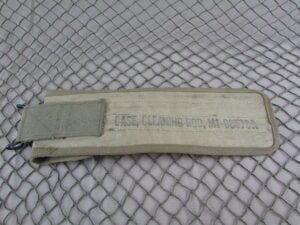 CASE, CLEANING ROD, M1-